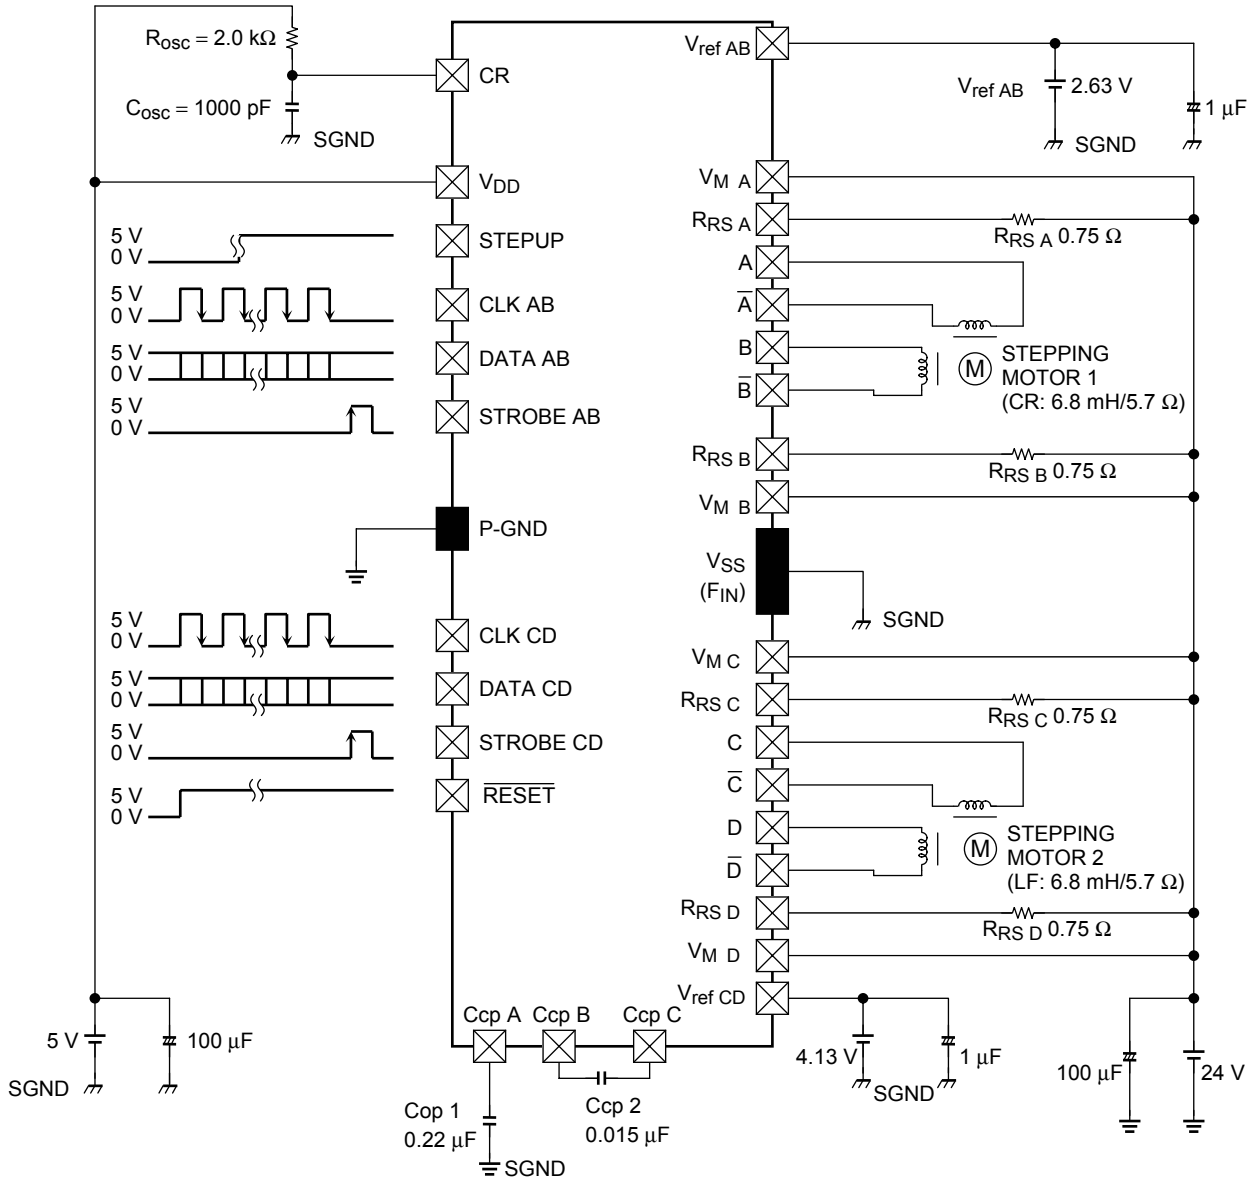 Rosc = 2.0 kΩ
Cosc = 1000 pF
SGND
CR
VDD
5 V
0 V
STEPUP
5 V
0 V
CLK AB
5 V
0 V
DATA AB
5 V
0 V
STROBE AB
P-GND
5 V
0 V
CLK CD
5 V
0 V
DATA CD
5 V
0 V
STROBE CD
5 V
0 V
R̅E̅S̅E̅T̅
5 V
100 μF
SGND
Ccp A
Ccp B
Ccp C
Cop 1
0.22 μF
SGND
Ccp 2
0.015 μF
Vref AB
Vref AB
2.63 V
1 μF
SGND
VM A
RRS A
RRS A 0.75 Ω
A
A̅
B
B̅
M
STEPPING
MOTOR 1
(CR: 6.8 mH/5.7 Ω)
RRS B
RRS B 0.75 Ω
VM B
VSS
(FIN)
SGND
VM C
RRS C
RRS C 0.75 Ω
C
C̅
D
D̅
M
STEPPING
MOTOR 2
(LF: 6.8 mH/5.7 Ω)
RRS D
RRS D 0.75 Ω
VM D
Vref CD
4.13 V
1 μF
SGND
100 μF
24 V